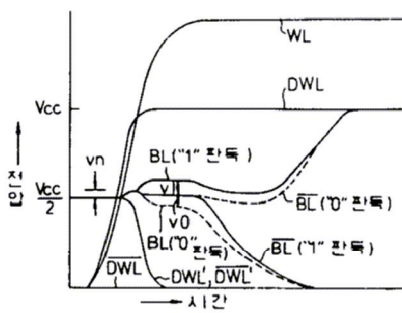 WL
DWL
Vcc
vn
BL("1" 판독)
v1
Vcc
2
v0
BL("0" 판독)
BL("0" 판독)
BL("1" 판독)
DWL
DWL', DWL'
전압
시간